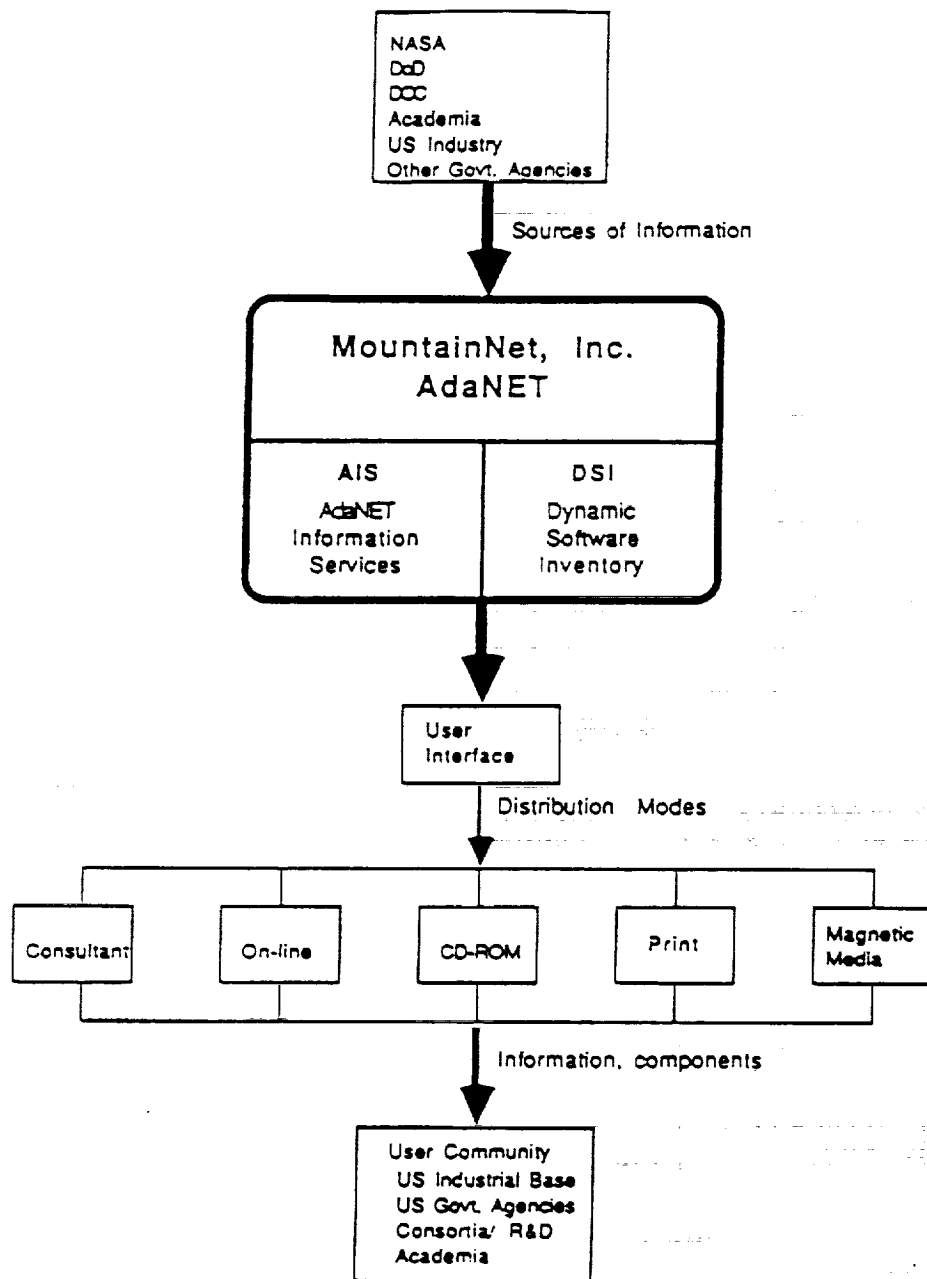 NASA
DoD
DOC
Academia
US Industry
Other Govt. Agencies
Sources of Information
MountainNet, Inc.
AdaNET
AIS
AdaNET
Information
Services
DSI
Dynamic
Software
Inventory
User
Interface
Distribution Modes
Consultant
On-line
CD-ROM
Print
Magnetic
Media
Information, components
User Community
US Industrial Base
US Govt. Agencies
Consortia/ R&D
Academia